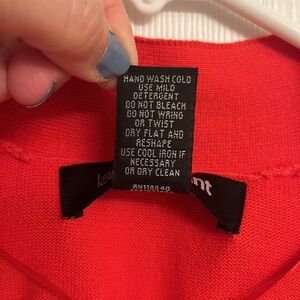 HAND WASH COLD
USE MILD
DETERGENT
DO NOT BLEACH
DO NOT WRING
OR TWIST
DRY FLAT AND
RESHAPE
USE COOL IRON IF
NECESSARY
OR DRY CLEAN